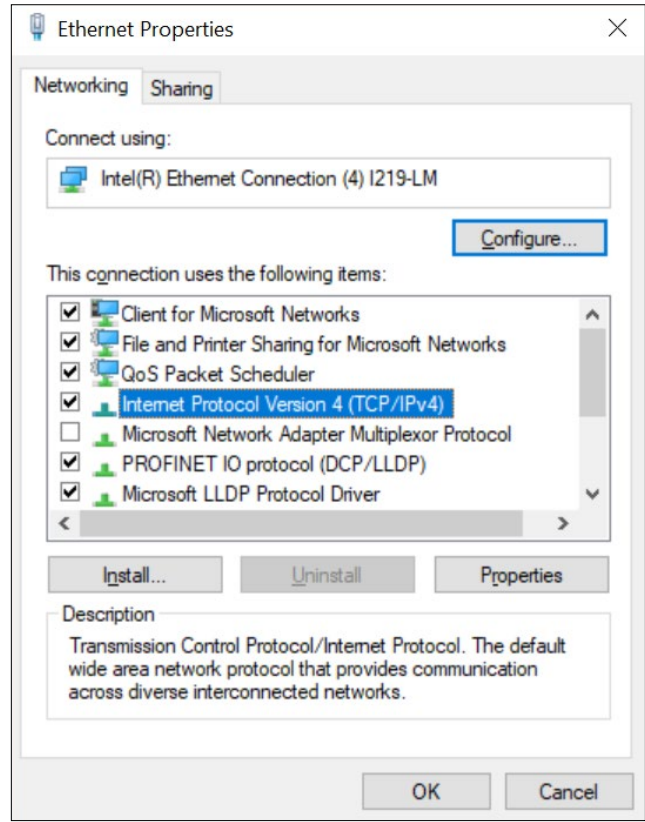 Ethernet Properties
Networking
Sharing
Connect using:
Intel(R) Ethernet Connection (4) I219-LM
Configure...
This connection uses the following items:
Client for Microsoft Networks
File and Printer Sharing for Microsoft Networks
QoS Packet Scheduler
Internet Protocol Version 4 (TCP/IPv4)
Microsoft Network Adapter Multiplexor Protocol
PROFINET IO protocol (DCP/LLDP)
Microsoft LLDP Protocol Driver
Install...
Uninstall
Properties
Description
Transmission Control Protocol/Internet Protocol. The default
wide area network protocol that provides communication
across diverse interconnected networks.
OK
Cancel